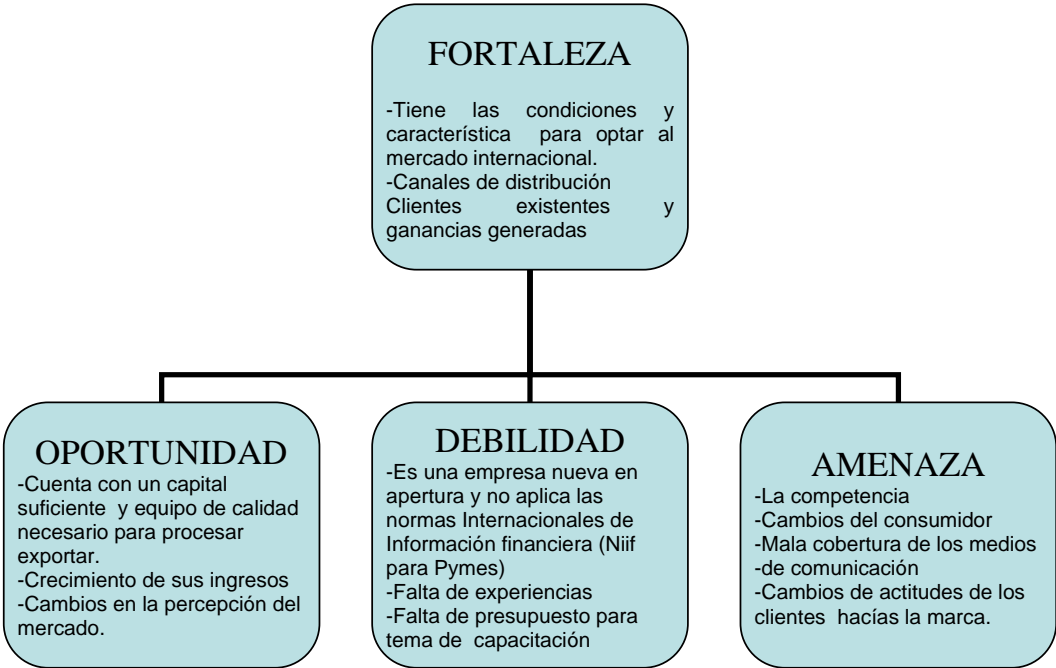 FORTALEZA
-Tiene las condiciones y
característica para optar al
mercado internacional.
-Canales de distribución
Clientes existentes y
ganancias generadas
OPORTUNIDAD
-Cuenta con un capital
suficiente y equipo de calidad
necesario para procesar
exportar.
-Crecimiento de sus ingresos
-Cambios en la percepción del
mercado.
DEBILIDAD
-Es una empresa nueva en
apertura y no aplica las
normas Internacionales de
Información financiera (Niif
para Pymes)
-Falta de experiencias
-Falta de presupuesto para
tema de capacitación
AMENAZA
-La competencia
-Cambios del consumidor
-Mala cobertura de los medios
-de comunicación
-Cambios de actitudes de los
clientes hacías la marca.